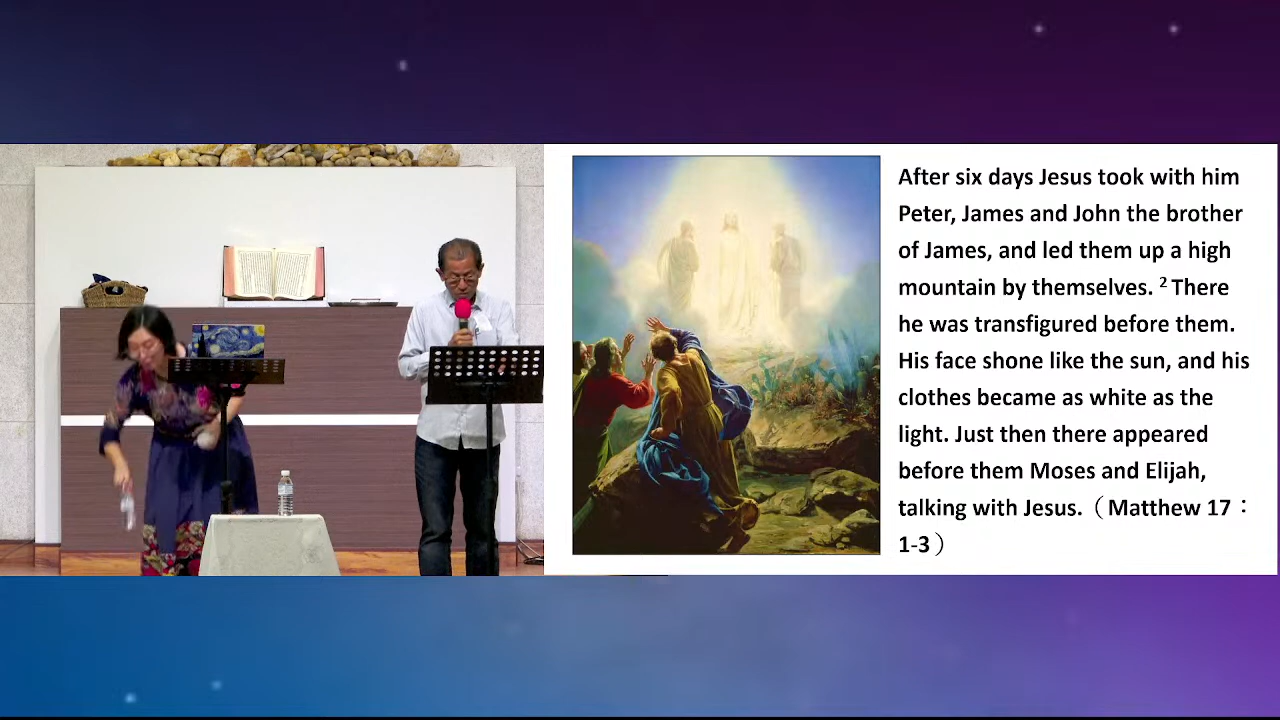 After six days Jesus took with him
Peter, James and John the brother
of James, and led them up a high
mountain by themselves. ² There
he was transfigured before them.
His face shone like the sun, and his
clothes became as white as the
light. Just then there appeared
before them Moses and Elijah,
talking with Jesus.（Matthew 17：
1-3）